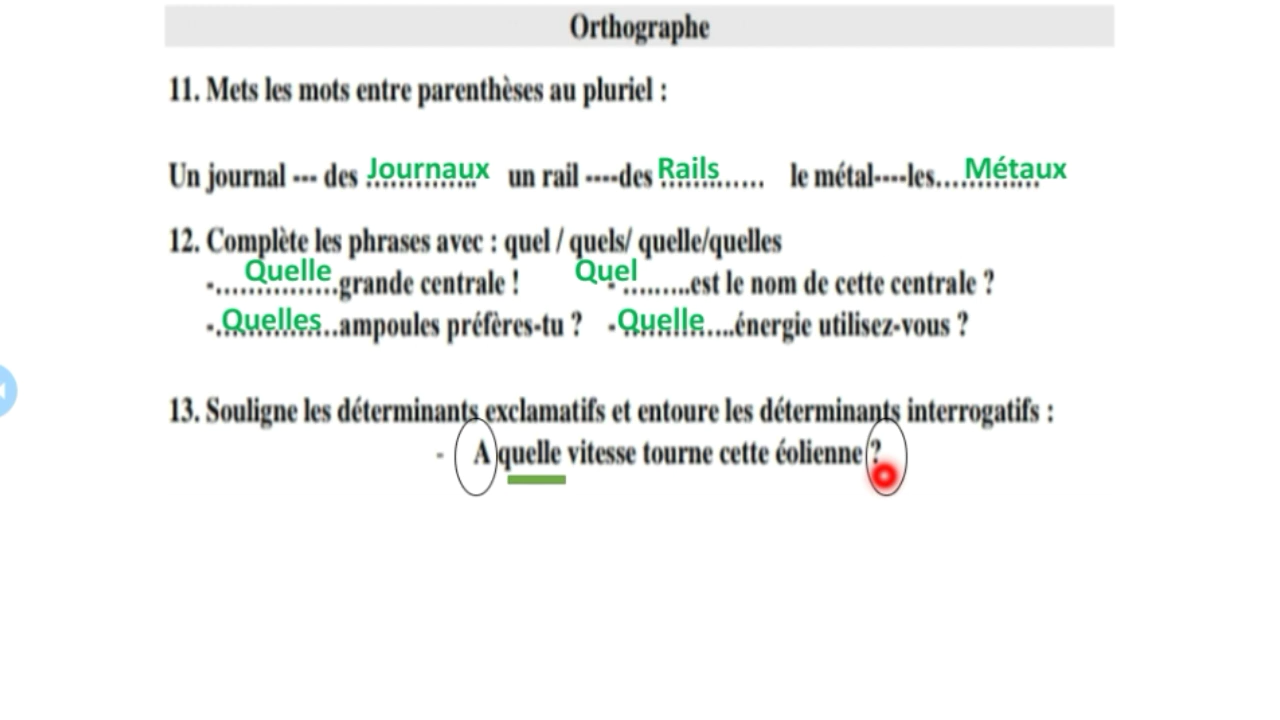 Orthographe
11. Mets les mots entre parenthèses au pluriel :
Un journal --- des Journaux un rail ----des Rails...... le métal----les....Métaux
12. Complète les phrases avec : quel / quels/ quelle/quelles
-Quelle grande centrale ! - Quel.........est le nom de cette centrale ?
-.Quelles..ampoules préfères-tu ? -Quelle....énergie utilisez-vous ?
13. Souligne les déterminants exclamatifs et entoure les déterminants interrogatifs :
- A quelle vitesse tourne cette éolienne ?